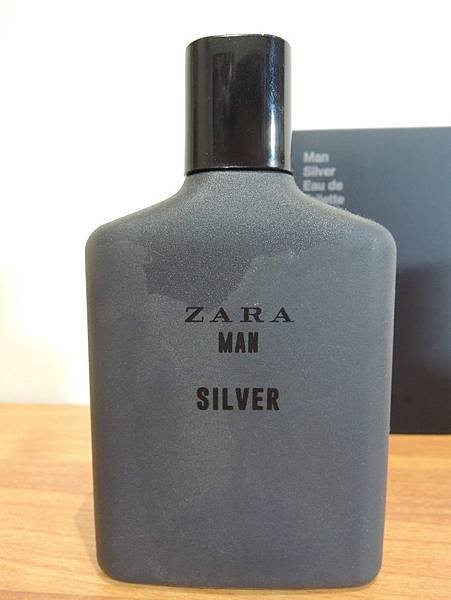 ZARA
MAN
SILVER
Man
Silver
Eau de